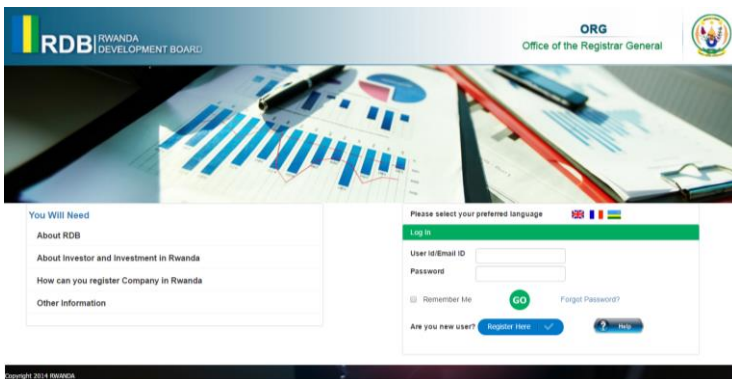 RDB RWANDA
DEVELOPMENT BOARD
ORG
Office of the Registrar General
You Will Need
About RDB
About Investor and Investment in Rwanda
How can you register Company in Rwanda
Other Information
Please select your preferred language
Log In
User Id/Email ID
Password
Remember Me
GO
Forgot Password?
Are you new user?
Register Here
? Help
Copyright 2014 RWANDA